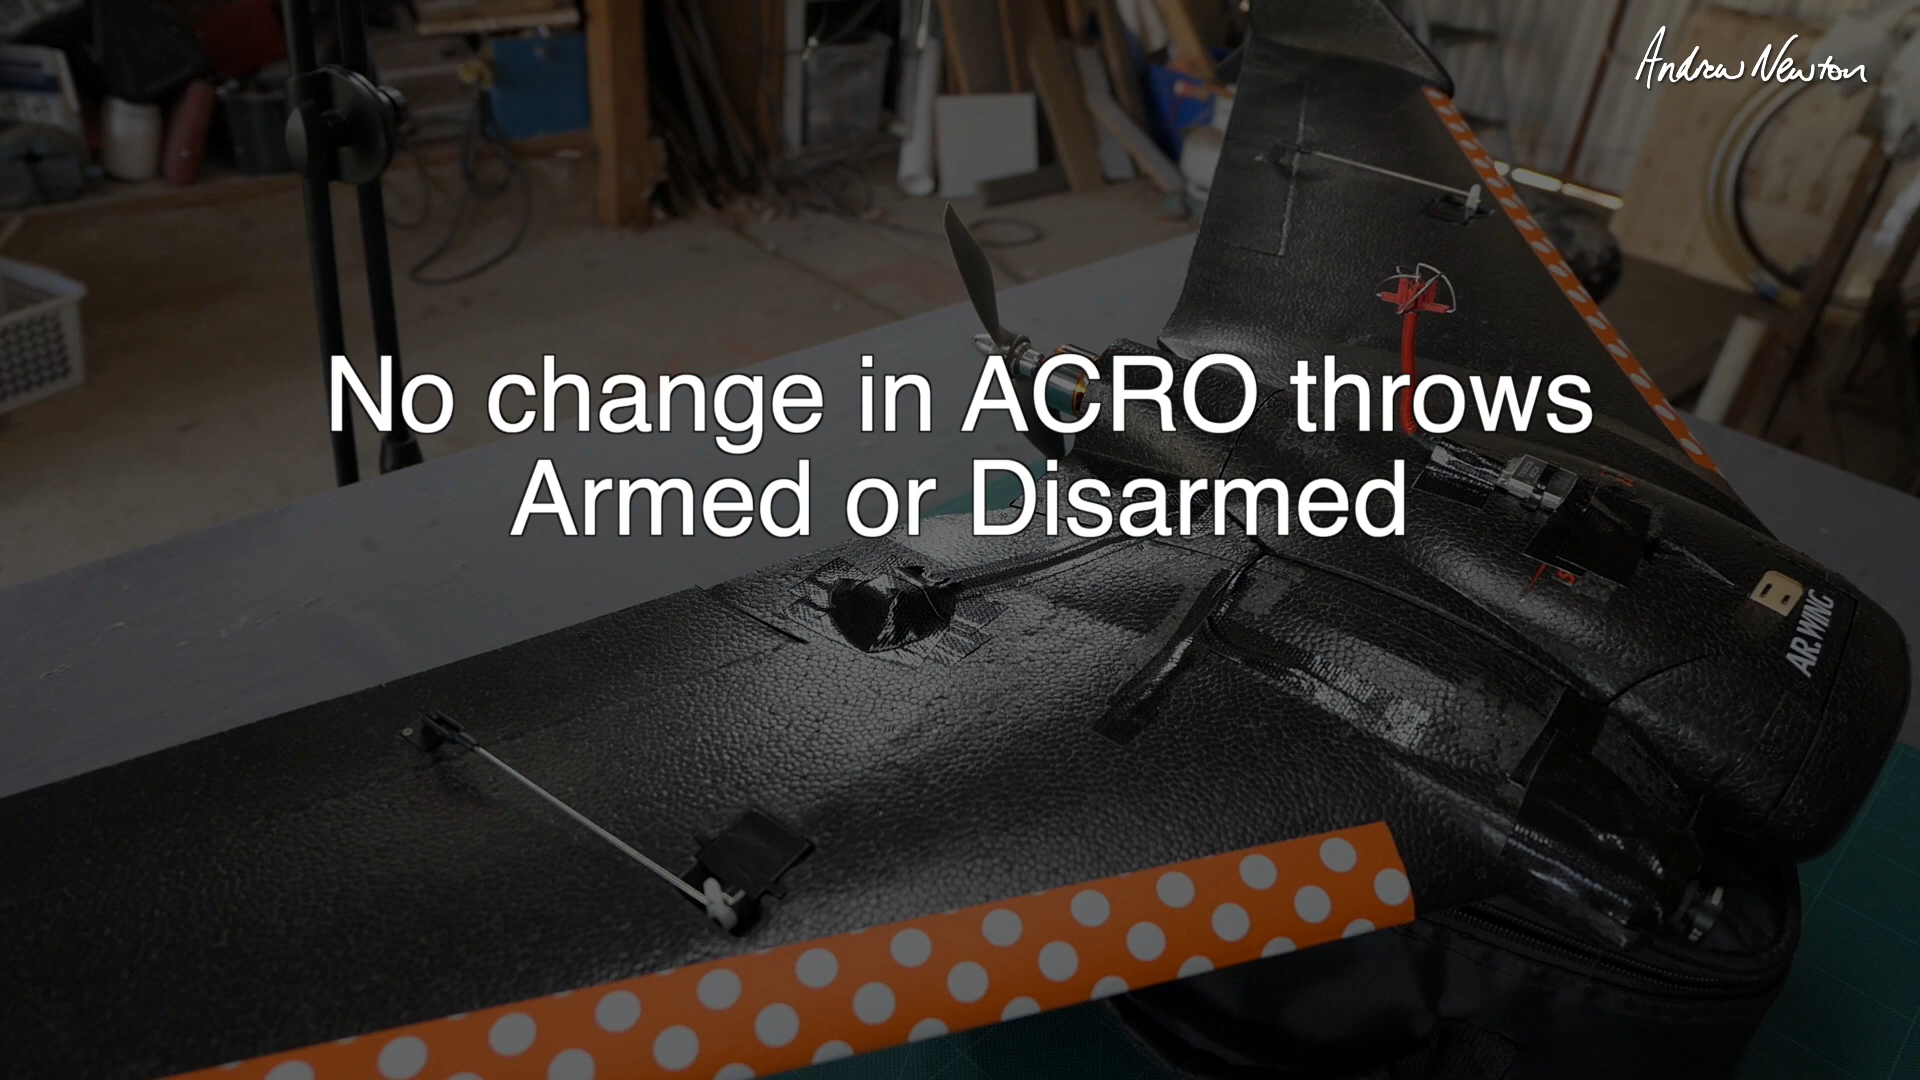 Andrew Newton
No change in ACRO throws
Armed or Disarmed
AR.WING